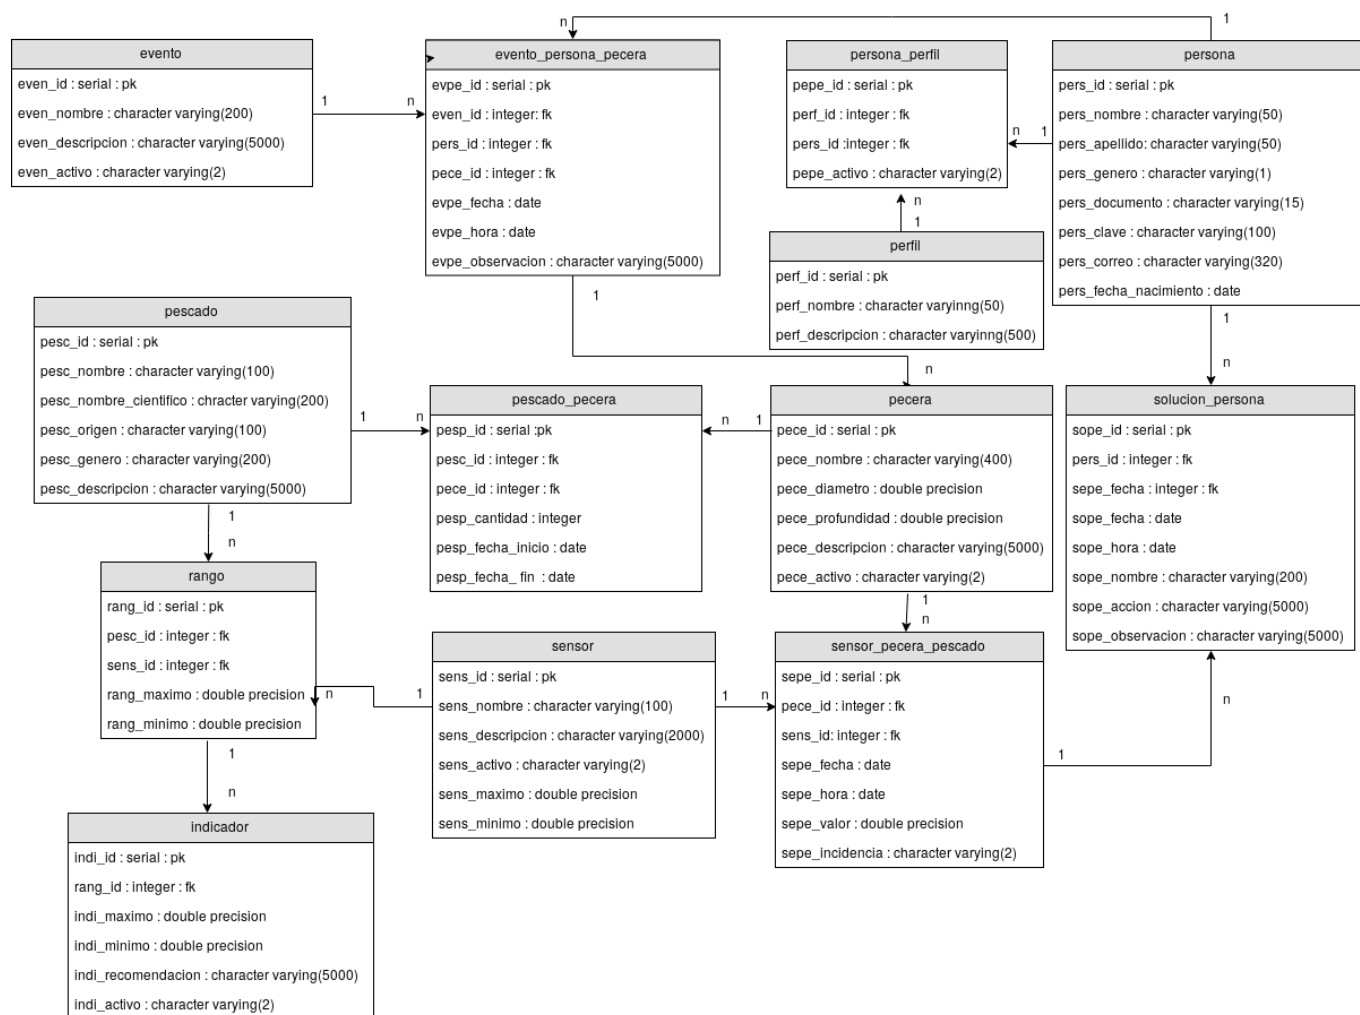 evento
even_id : serial : pk
even_nombre : character varying(200)
even_descripcion : character varying(5000)
even_activo : character varying(2)
1
n
evento_persona_pecera
evpe_id : serial : pk
even_id : integer: fk
pers_id : integer : fk
pece_id : integer : fk
evpe_fecha : date
evpe_hora : date
evpe_observacion : character varying(5000)
n
1
persona_perfil
pepe_id : serial : pk
perf_id : integer : fk
pers_id :integer : fk
pepe_activo : character varying(2)
n
1
persona
pers_id : serial : pk
pers_nombre : character varying(50)
pers_apellido: character varying(50)
pers_genero : character varying(1)
pers_documento : character varying(15)
pers_clave : character varying(100)
pers_correo : character varying(320)
pers_fecha_nacimiento : date
n
1
perfil
perf_id : serial : pk
perf_nombre : character varyinng(50)
perf_descripcion : character varyinng(500)
1
n
1
n
pescado
pesc_id : serial : pk
pesc_nombre : character varying(100)
pesc_nombre_cientifico : chracter varying(200)
pesc_origen : character varying(100)
pesc_genero : character varying(200)
pesc_descripcion : character varying(5000)
1
n
pescado_pecera
pesp_id : serial :pk
pesc_id : integer : fk
pece_id : integer : fk
pesp_cantidad : integer
pesp_fecha_inicio : date
pesp_fecha_ fin : date
n
1
pecera
pece_id : serial : pk
pece_nombre : character varying(400)
pece_diametro : double precision
pece_profundidad : double precision
pece_descripcion : character varying(5000)
pece_activo : character varying(2)
solucion_persona
sope_id : serial : pk
pers_id : integer : fk
sepe_fecha : integer : fk
sope_fecha : date
sope_hora : date
sope_nombre : character varying(200)
sope_accion : character varying(5000)
sope_observacion : character varying(5000)
1
n
1
n
rango
rang_id : serial : pk
pesc_id : integer : fk
sens_id : integer : fk
rang_maximo : double precision
rang_minimo : double precision
n
1
sensor
sens_id : serial : pk
sens_nombre : character varying(100)
sens_descripcion : character varying(2000)
sens_activo : character varying(2)
sens_maximo : double precision
sens_minimo : double precision
1
n
sensor_pecera_pescado
sepe_id : serial : pk
pece_id : integer : fk
sens_id: integer : fk
sepe_fecha : date
sepe_hora : date
sepe_valor : double precision
sepe_incidencia : character varying(2)
1
n
1
n
indicador
indi_id : serial : pk
rang_id : integer : fk
indi_maximo : double precision
indi_minimo : double precision
indi_recomendacion : character varying(5000)
indi_activo : character varying(2)